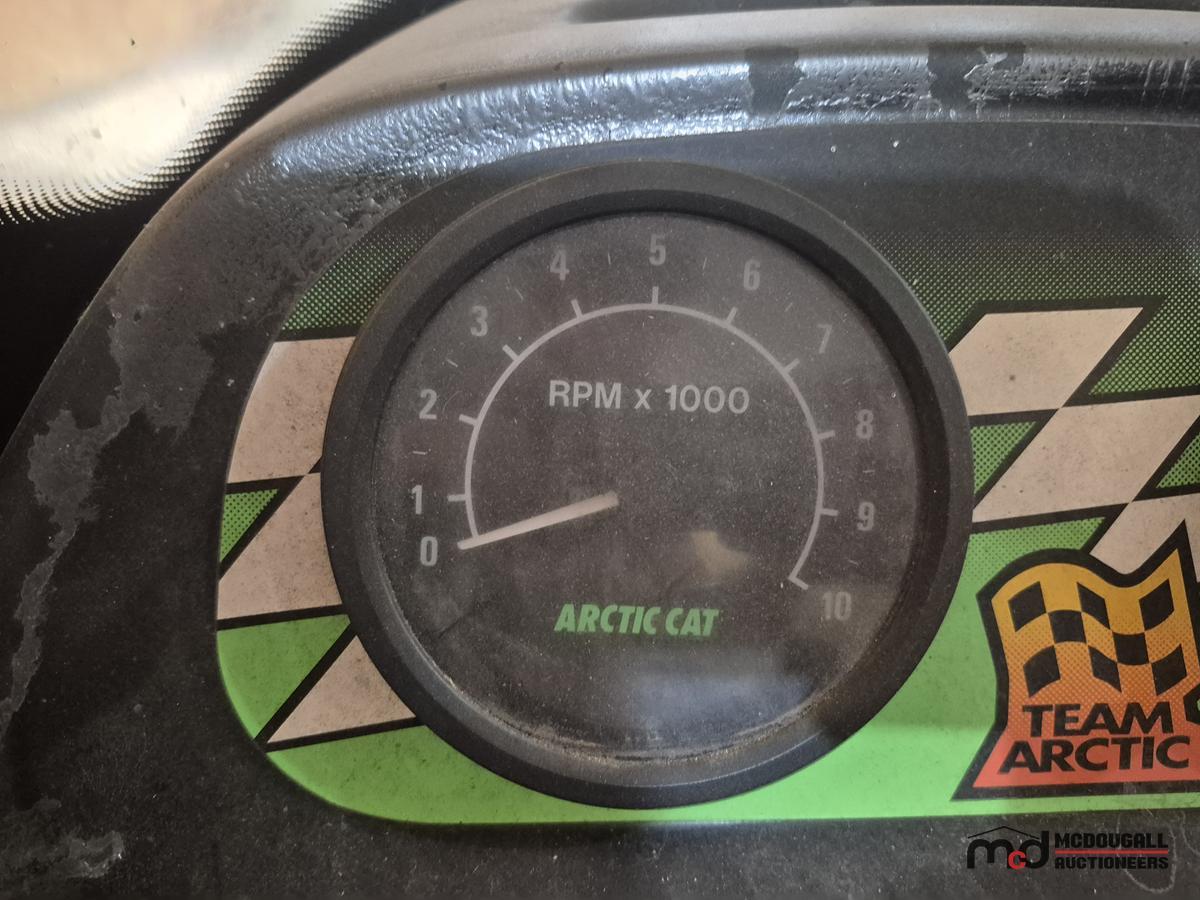 5
4
6
3
7
RPM x 1000
2
8
1
9
0
10
ARCTIC CAT
TEAM
ARCTIC
mcd MCDOUGALL
AUCTIONEERS